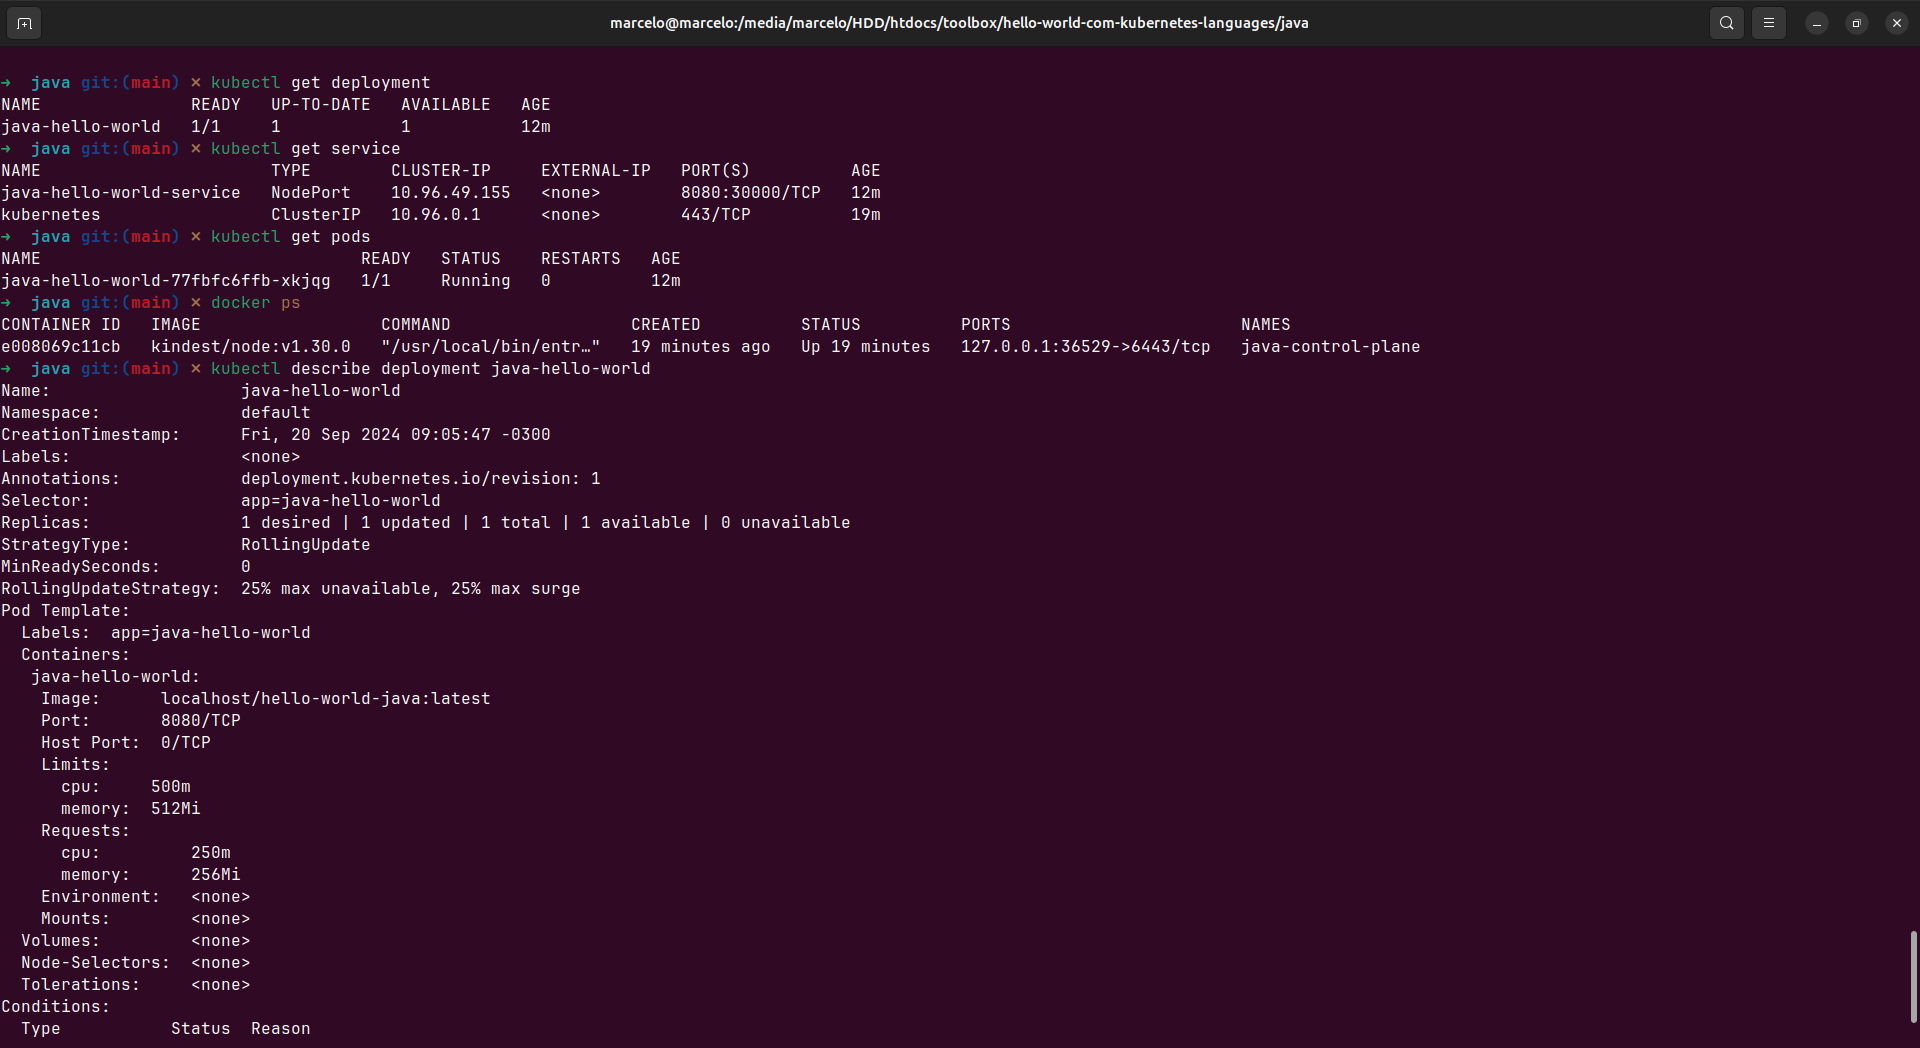 marcelo@marcelo:/media/marcelo/HDD/htdocs/toolbox/hello-world-com-kubernetes-languages/java
➜  java git:(main) ✗ kubectl get deployment
NAME               READY   UP-TO-DATE   AVAILABLE   AGE
java-hello-world   1/1     1            1           12m
➜  java git:(main) ✗ kubectl get service
NAME                       TYPE        CLUSTER-IP     EXTERNAL-IP   PORT(S)          AGE
java-hello-world-service   NodePort    10.96.49.155   <none>        8080:30000/TCP   12m
kubernetes                 ClusterIP   10.96.0.1      <none>        443/TCP          19m
➜  java git:(main) ✗ kubectl get pods
NAME                                READY   STATUS    RESTARTS   AGE
java-hello-world-77fbfc6ffb-xkjqg   1/1     Running   0          12m
➜  java git:(main) ✗ docker ps
CONTAINER ID   IMAGE                  COMMAND                  CREATED          STATUS          PORTS                       NAMES
e008069c11cb   kindest/node:v1.30.0   "/usr/local/bin/entr…"   19 minutes ago   Up 19 minutes   127.0.0.1:36529->6443/tcp   java-control-plane
➜  java git:(main) ✗ kubectl describe deployment java-hello-world
Name:                   java-hello-world
Namespace:              default
CreationTimestamp:      Fri, 20 Sep 2024 09:05:47 -0300
Labels:                 <none>
Annotations:            deployment.kubernetes.io/revision: 1
Selector:               app=java-hello-world
Replicas:               1 desired | 1 updated | 1 total | 1 available | 0 unavailable
StrategyType:           RollingUpdate
MinReadySeconds:        0
RollingUpdateStrategy:  25% max unavailable, 25% max surge
Pod Template:
  Labels:  app=java-hello-world
  Containers:
   java-hello-world:
    Image:      localhost/hello-world-java:latest
    Port:       8080/TCP
    Host Port:  0/TCP
    Limits:
      cpu:     500m
      memory:  512Mi
    Requests:
      cpu:         250m
      memory:      256Mi
    Environment:   <none>
    Mounts:        <none>
  Volumes:         <none>
  Node-Selectors:  <none>
  Tolerations:     <none>
Conditions:
  Type           Status  Reason